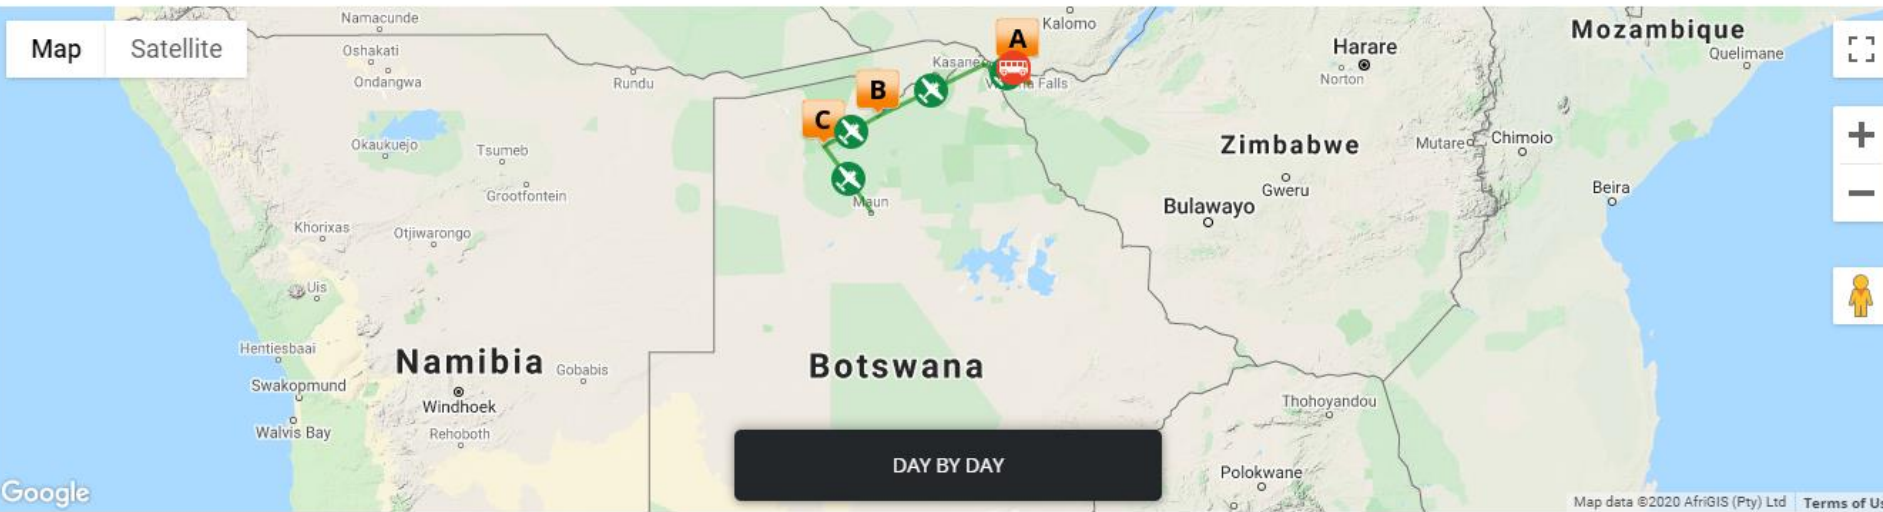 Map
Satellite
Namacunde
Oshakati
Ondangwa
Rundu
Kasane
A
Kalomo
B
C
Falls
Harare
Norton
Mozambique
Quelimane
Okaukuejo
Tsumeb
Grootfontein
Zimbabwe
Mutare
Chimoio
Gweru
Beira
Maun
Bulawayo
Khorixas
Otjiwarongo
Uis
Hentiesbaai
Namibia
Gobabis
Botswana
Swakopmund
Windhoek
Walvis Bay
Rehoboth
Thohoyandou
DAY BY DAY
Polokwane
Google
Map data ©2020 AfriGIS (Pty) Ltd
Terms of Us